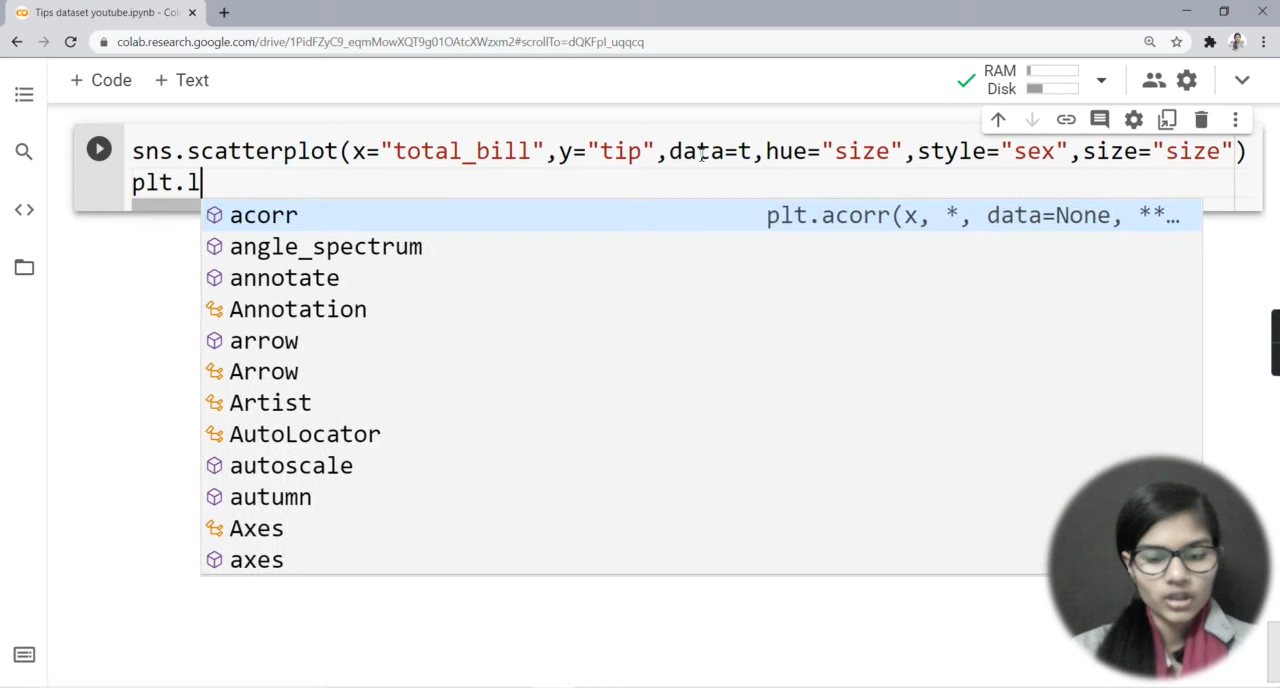 Tips dataset youtube.ipynb - Col
colab.research.google.com/drive/1PidFZyC9_eqmMowXQT9g01OAtcXWzxm2#scrollTo=dQKFpI_uqqcq
+ Code + Text
RAM
Disk
sns.scatterplot(x="total_bill",y="tip",data=t,hue="size",style="sex",size="size")
plt.l
acorr plt.acorr(x, *, data=None, **…
angle_spectrum
annotate
Annotation
arrow
Arrow
Artist
AutoLocator
autoscale
autumn
Axes
axes